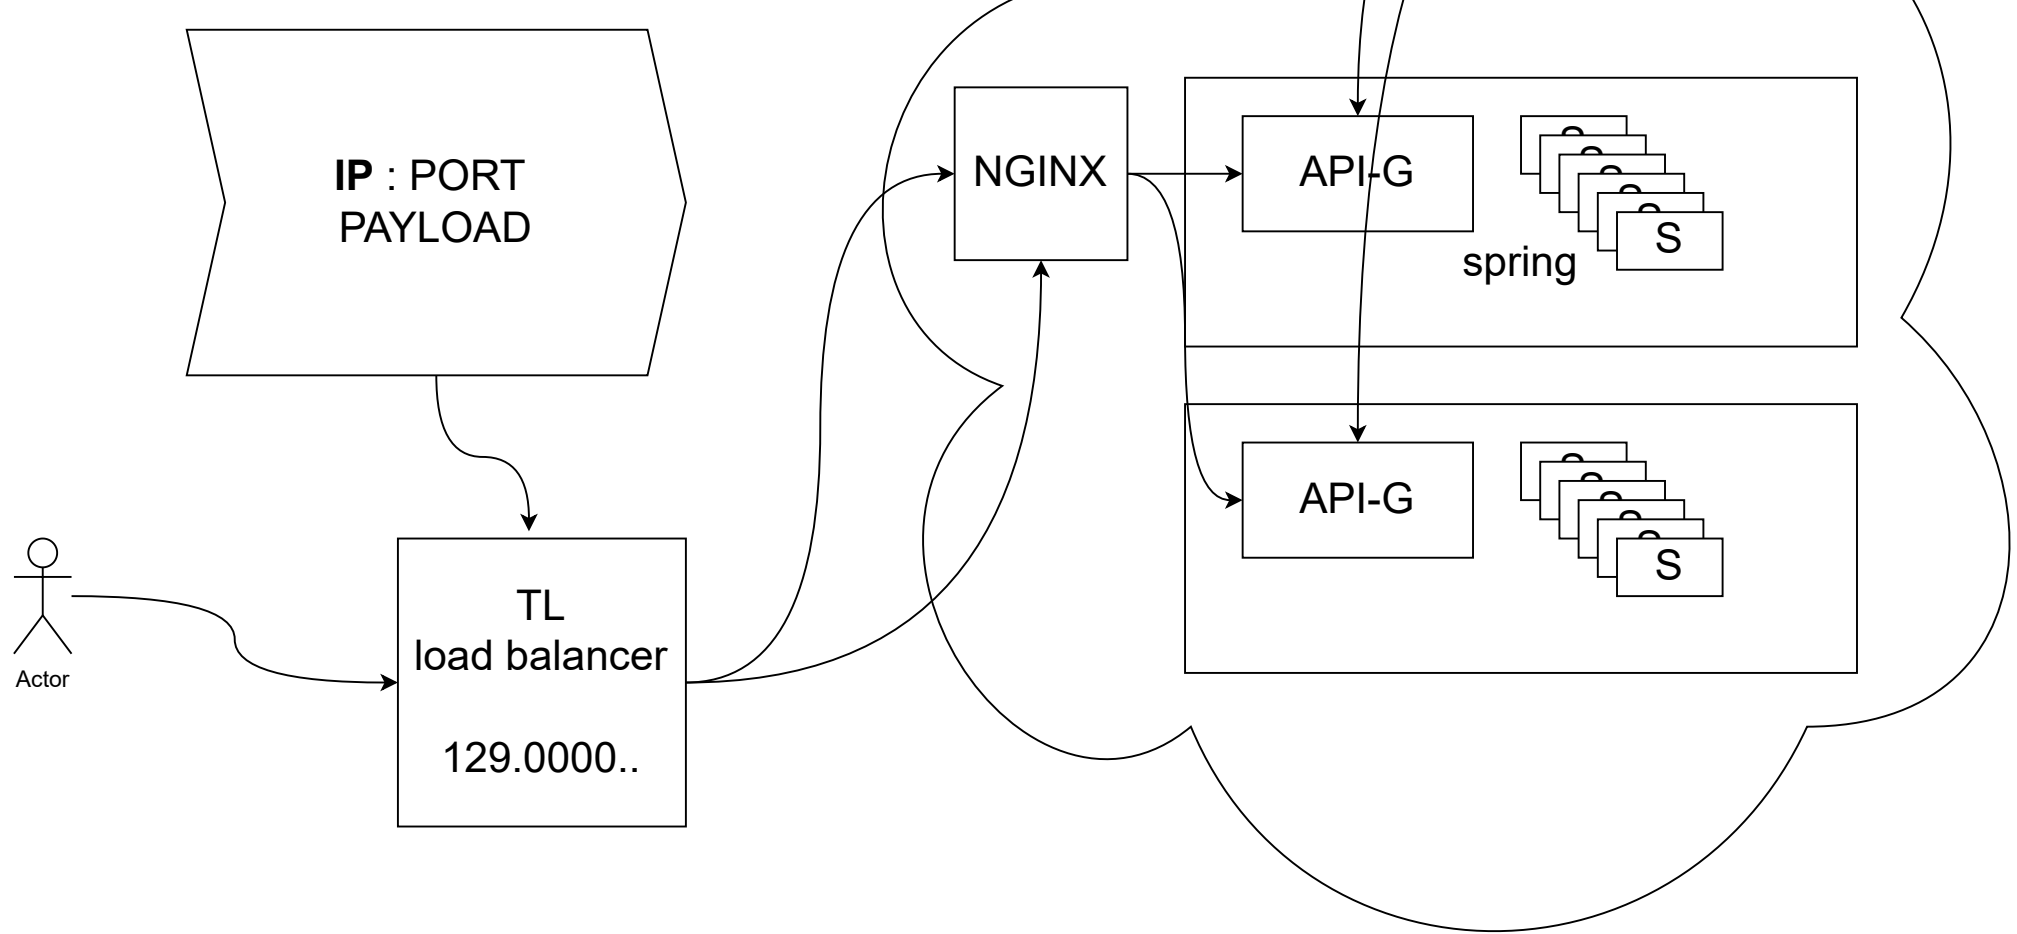 IP : PORT
PAYLOAD
NGINX
API-G
S
spring
API-G
S
Actor
TL
load balancer
129.0000..